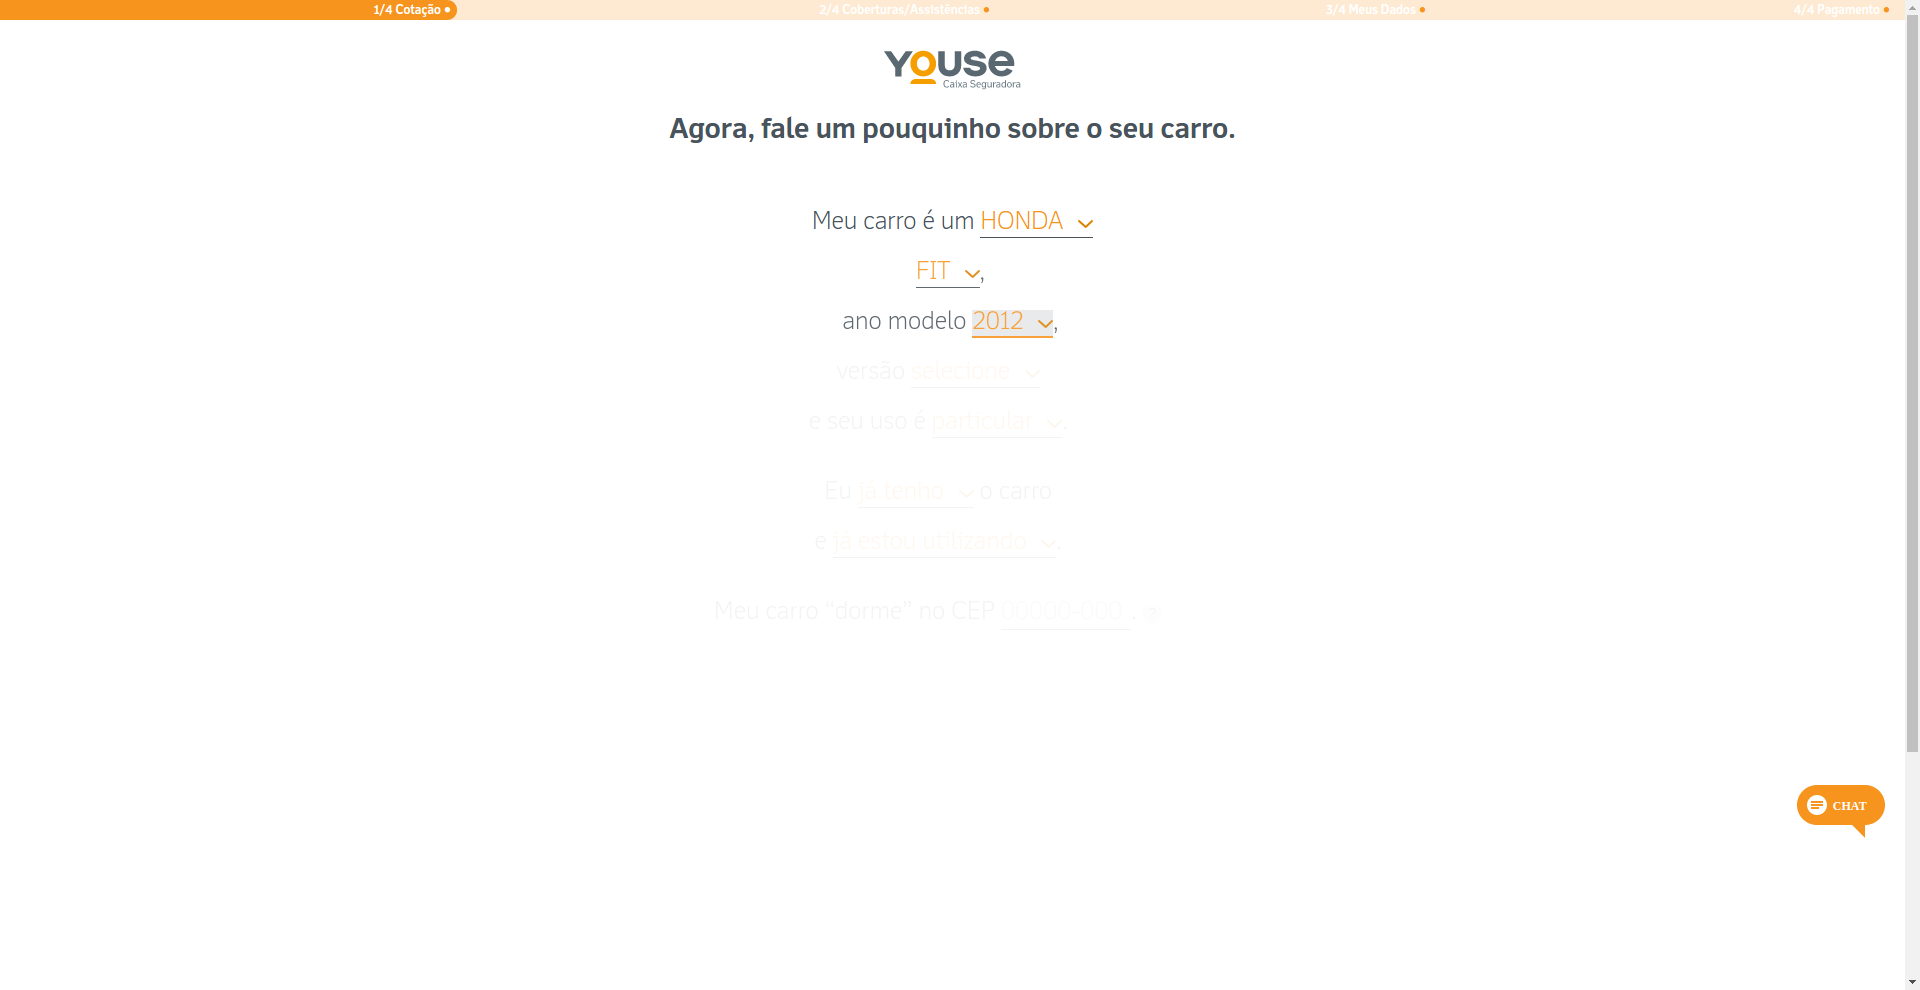 1/4 Cotação 2/4 Coberturas/Assistências 3/4 Meus Dados 4/4 Pagamento
Youse
Caixa Seguradora
Agora, fale um pouquinho sobre o seu carro.
Meu carro é um HONDA
FIT ,
ano modelo 2012 ,
versão selecione
e seu uso é particular .
Eu já tenho o carro
e já estou utilizando .
Meu carro “dorme” no CEP 00000-000 . ?
CHAT